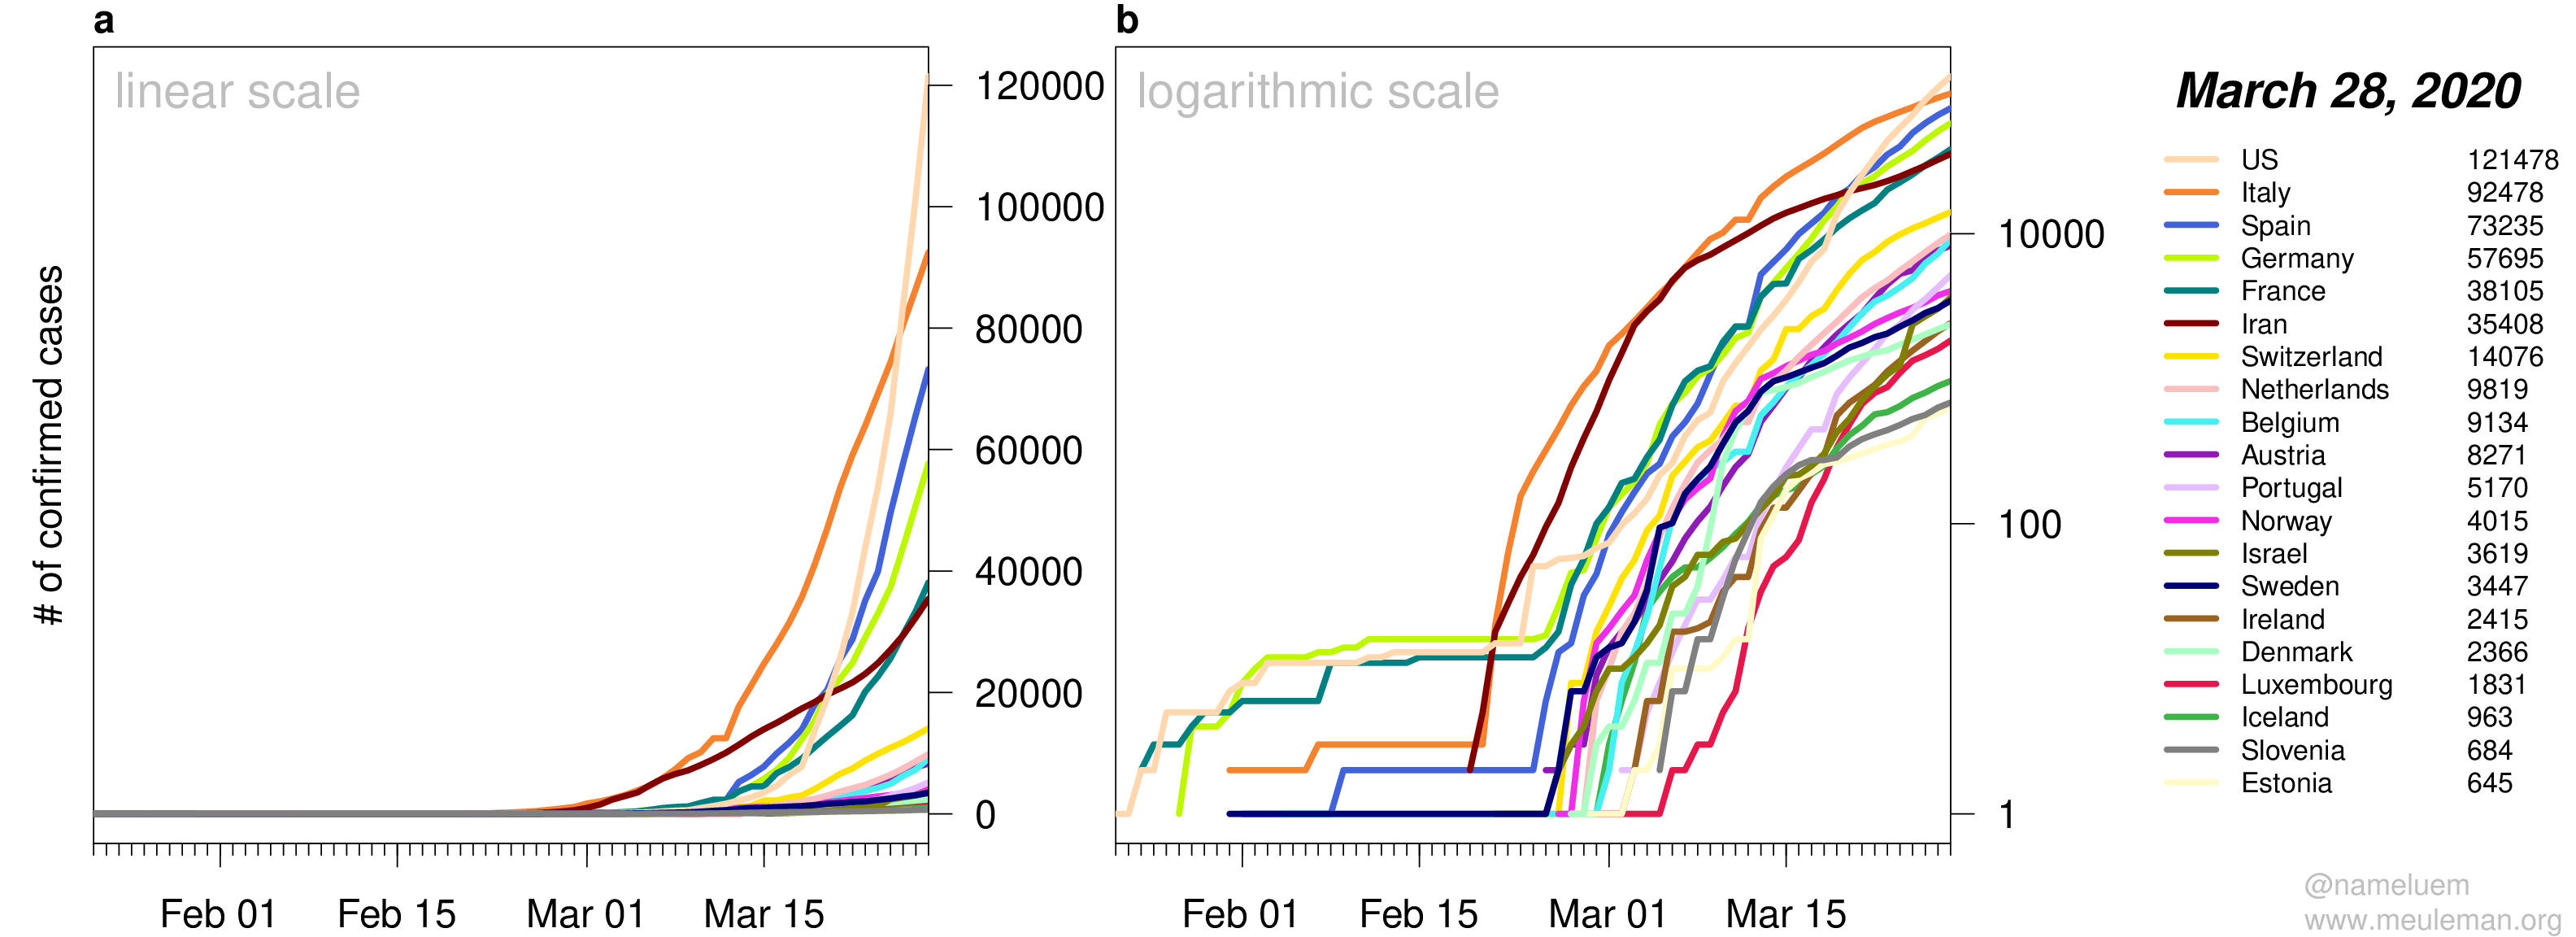 a
linear scale
# of confirmed cases
120000
100000
80000
60000
40000
20000
0
Feb 01 Feb 15 Mar 01 Mar 15
b
logarithmic scale
10000
100
1
Feb 01 Feb 15 Mar 01 Mar 15
March 28, 2020
US 121478
Italy 92478
Spain 73235
Germany 57695
France 38105
Iran 35408
Switzerland 14076
Netherlands 9819
Belgium 9134
Austria 8271
Portugal 5170
Norway 4015
Israel 3619
Sweden 3447
Ireland 2415
Denmark 2366
Luxembourg 1831
Iceland 963
Slovenia 684
Estonia 645
@nameluem
www.meuleman.org